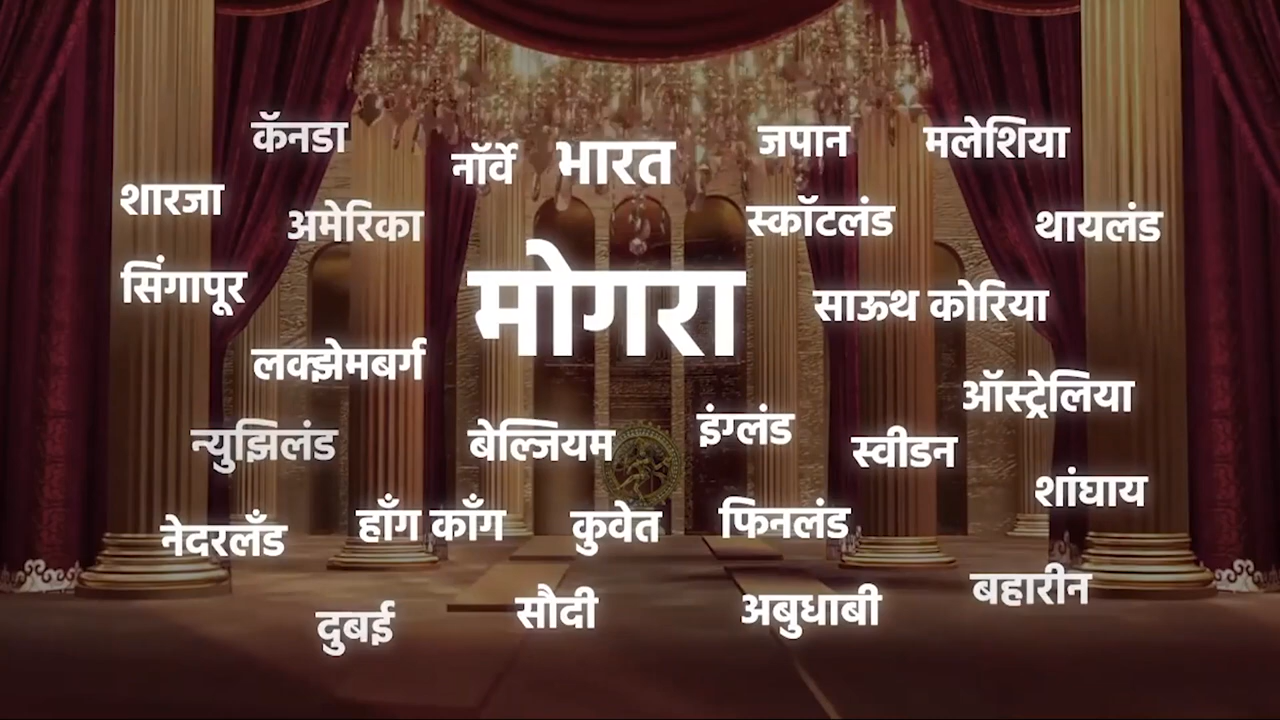 कॅनडा
नॉर्वे
भारत
जपान
मलेशिया
शारजा
अमेरिका
स्कॉटलंड
थायलंड
सिंगापूर
मोगरा
साऊथ कोरिया
लक्झेमबर्ग
ऑस्ट्रेलिया
न्युझिलंड
बेल्जियम
इंग्लंड
स्वीडन
शांघाय
नेदरलँड
हाँग काँग
कुवेत
फिनलंड
बहारीन
दुबई
सौदी
अबुधाबी